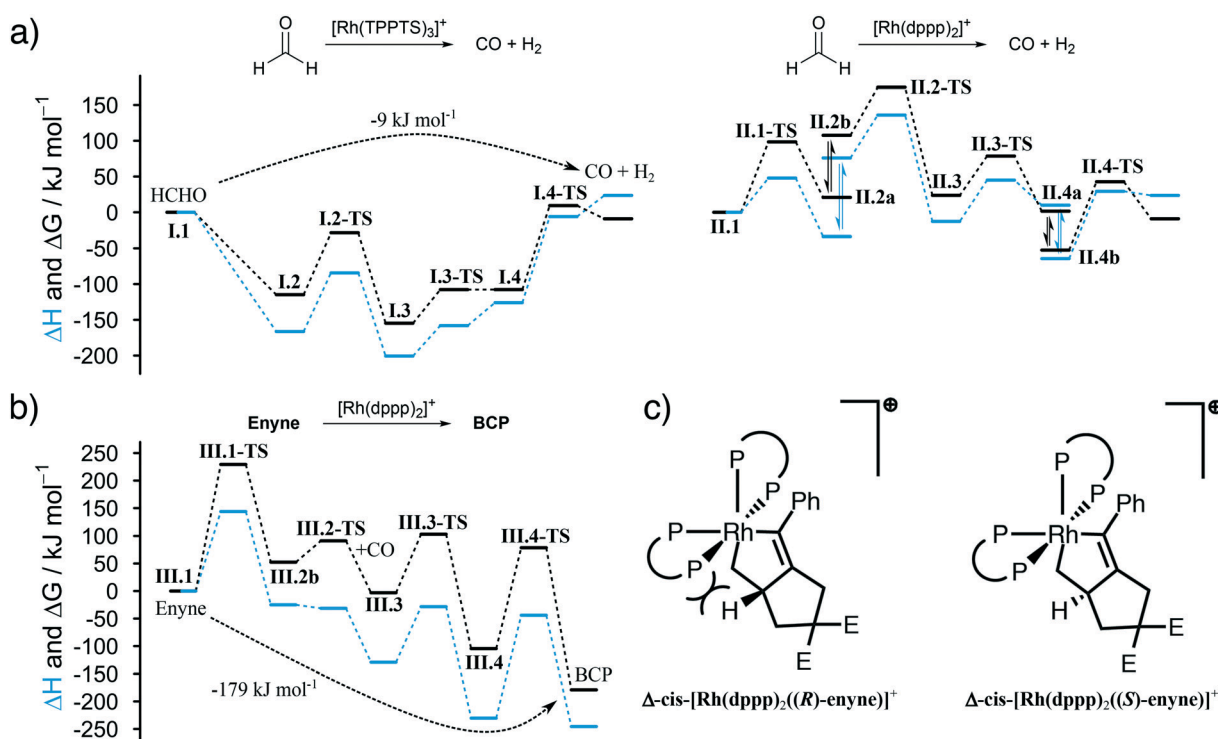 a)
O
H H
[Rh(TPPTS)3]+
CO + H2
ΔH and ΔG / kJ mol−1
150
100
50
0
-50
-100
-150
-200
-9 kJ mol-1
HCHO
CO + H2
I.1
I.2
I.2-TS
I.3
I.3-TS
I.4
I.4-TS
O
H H
[Rh(dppp)2]+
CO + H2
II.1
II.1-TS
II.2b
II.2a
II.2-TS
II.3
II.3-TS
II.4a
II.4b
II.4-TS
b)
Enyne
[Rh(dppp)2]+
BCP
ΔH and ΔG / kJ mol−1
250
200
150
100
50
0
-50
-100
-150
-200
-250
III.1
Enyne
III.1-TS
III.2b
III.2-TS
+CO
III.3
III.3-TS
III.4
III.4-TS
BCP
-179 kJ mol-1
c)
⊕
P
P
Ph
P
Rh
P
H
E
E
Δ-cis-[Rh(dppp)2((R)-enyne)]+
⊕
P
P
Ph
P
Rh
P
H
E
E
Δ-cis-[Rh(dppp)2((S)-enyne)]+